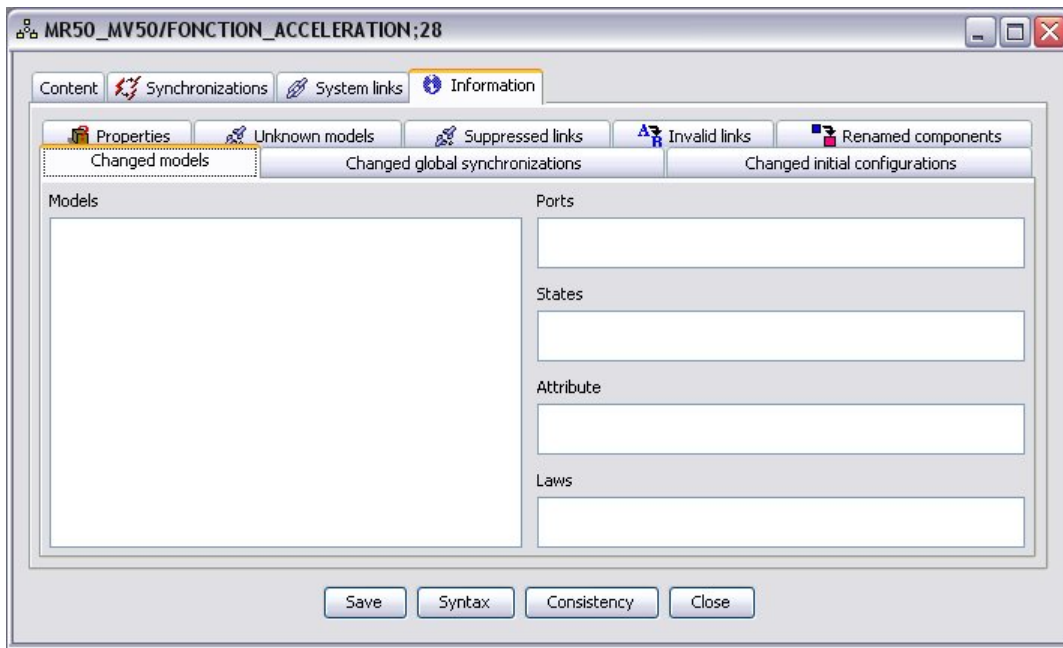 MR50_MV50/FONCTION_ACCELERATION;28
Content Synchronizations System links Information
Properties Unknown models Suppressed links Invalid links Renamed components
Changed models Changed global synchronizations Changed initial configurations
Models Ports
States
Attribute
Laws
Save Syntax Consistency Close